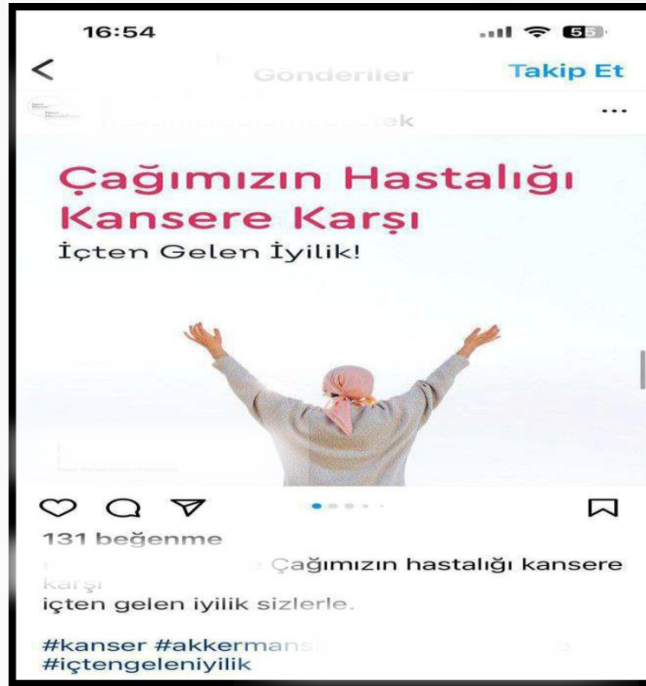 16:54
55
Gönderiler
Takip Et
Çağımızın Hastalığı
Kansere Karşı
İçten Gelen İyilik!
131 beğenme
Çağımızın hastalığı kansere
karşı
içten gelen iyilik sizlerle.
#kanser
#içtengeleniyilik